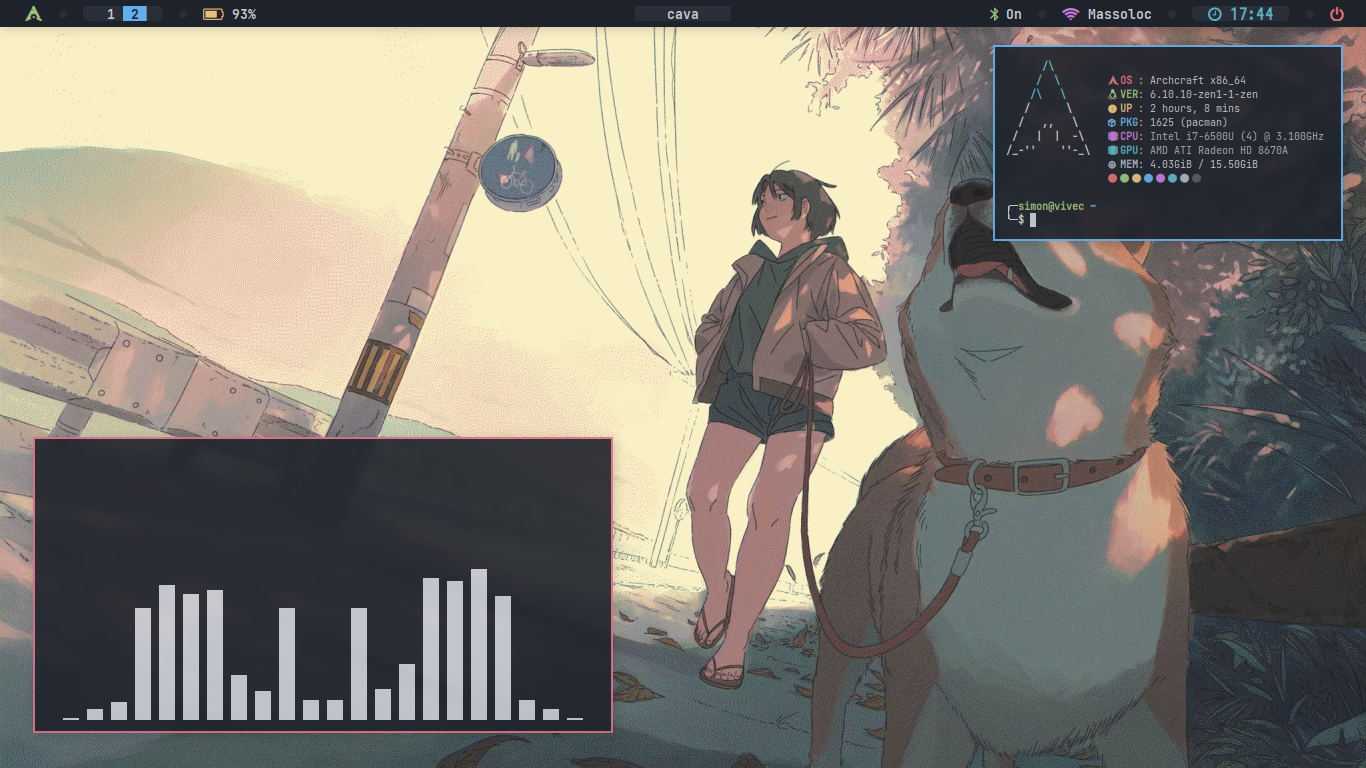 1 2 93% cava On Massoloc 17:44
OS : Archcraft x86_64
VER: 6.10.10-zen1-1-zen
UP : 2 hours, 8 mins
PKG: 1625 (pacman)
CPU: Intel i7-6500U (4) @ 3.100GHz
GPU: AMD ATI Radeon HD 8670A
MEM: 4.03GiB / 15.50GiB
simon@vivec ~
$